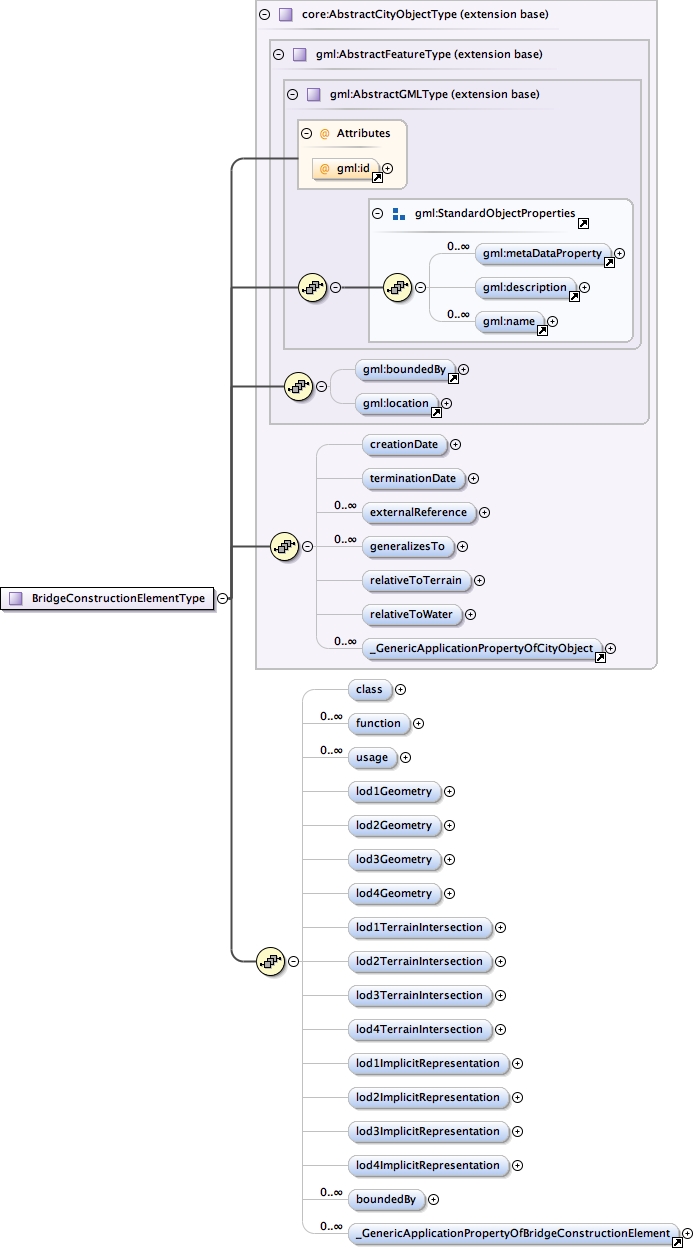 core:AbstractCityObjectType (extension base)
gml:AbstractFeatureType (extension base)
gml:AbstractGMLType (extension base)
@ Attributes
@ gml:id
gml:StandardObjectProperties
0..∞
gml:metaDataProperty
gml:description
0..∞
gml:name
gml:boundedBy
gml:location
creationDate
terminationDate
0..∞
externalReference
0..∞
generalizesTo
relativeToTerrain
BridgeConstructionElementType
relativeToWater
0..∞
_GenericApplicationPropertyOfCityObject
class
0..∞
function
0..∞
usage
lod1Geometry
lod2Geometry
lod3Geometry
lod4Geometry
lod1TerrainIntersection
lod2TerrainIntersection
lod3TerrainIntersection
lod4TerrainIntersection
lod1ImplicitRepresentation
lod2ImplicitRepresentation
lod3ImplicitRepresentation
lod4ImplicitRepresentation
0..∞
boundedBy
0..∞
_GenericApplicationPropertyOfBridgeConstructionElement